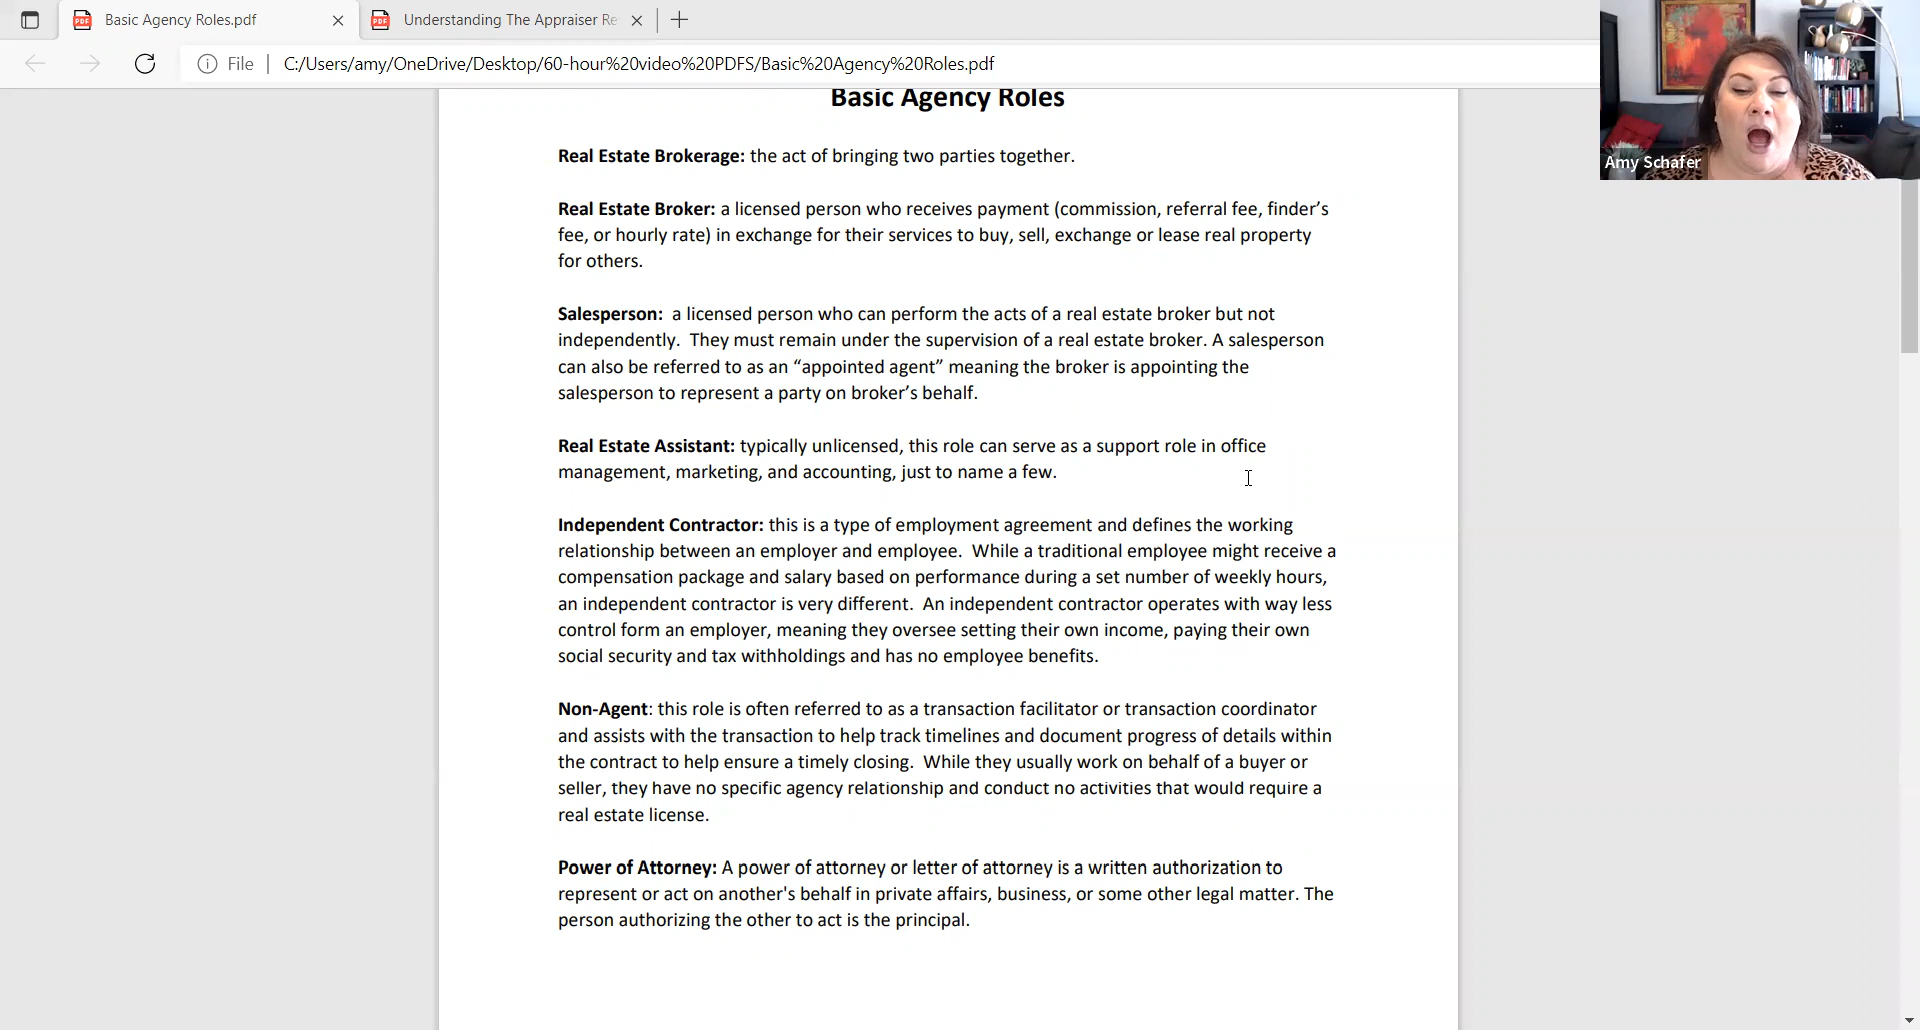 Basic Agency Roles.pdf
Understanding The Appraiser Re
File
C:/Users/amy/OneDrive/Desktop/60-hour%20video%20PDFS/Basic%20Agency%20Roles.pdf
Amy Schafer
Basic Agency Roles
Real Estate Brokerage: the act of bringing two parties together.
Real Estate Broker: a licensed person who receives payment (commission, referral fee, finder’s
fee, or hourly rate) in exchange for their services to buy, sell, exchange or lease real property
for others.
Salesperson: a licensed person who can perform the acts of a real estate broker but not
independently. They must remain under the supervision of a real estate broker. A salesperson
can also be referred to as an “appointed agent” meaning the broker is appointing the
salesperson to represent a party on broker’s behalf.
Real Estate Assistant: typically unlicensed, this role can serve as a support role in office
management, marketing, and accounting, just to name a few.
Independent Contractor: this is a type of employment agreement and defines the working
relationship between an employer and employee. While a traditional employee might receive a
compensation package and salary based on performance during a set number of weekly hours,
an independent contractor is very different. An independent contractor operates with way less
control form an employer, meaning they oversee setting their own income, paying their own
social security and tax withholdings and has no employee benefits.
Non-Agent: this role is often referred to as a transaction facilitator or transaction coordinator
and assists with the transaction to help track timelines and document progress of details within
the contract to help ensure a timely closing. While they usually work on behalf of a buyer or
seller, they have no specific agency relationship and conduct no activities that would require a
real estate license.
Power of Attorney: A power of attorney or letter of attorney is a written authorization to
represent or act on another's behalf in private affairs, business, or some other legal matter. The
person authorizing the other to act is the principal.